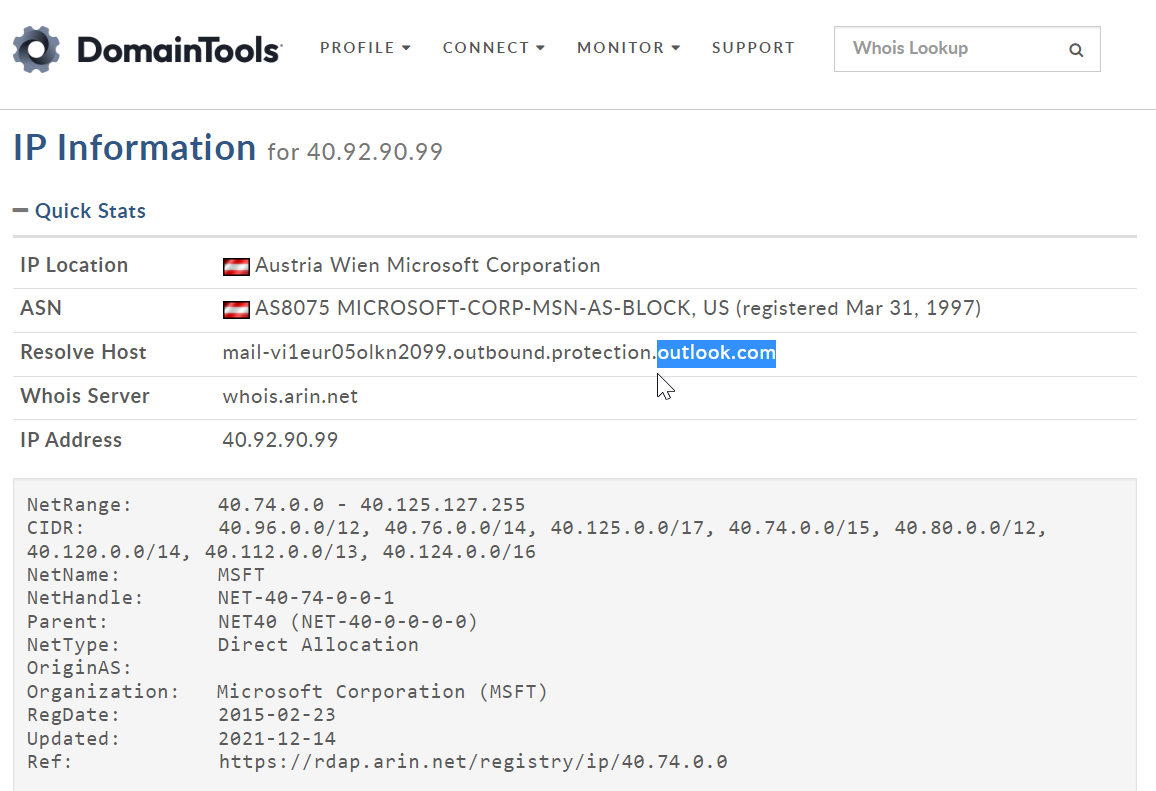 DomainTools PROFILE CONNECT MONITOR SUPPORT Whois Lookup
IP Information for 40.92.90.99
Quick Stats
IP Location Austria Wien Microsoft Corporation
ASN AS8075 MICROSOFT-CORP-MSN-AS-BLOCK, US (registered Mar 31, 1997)
Resolve Host mail-vi1eur05olkn2099.outbound.protection.outlook.com
Whois Server whois.arin.net
IP Address 40.92.90.99
NetRange: 40.74.0.0 - 40.125.127.255
CIDR: 40.96.0.0/12, 40.76.0.0/14, 40.125.0.0/17, 40.74.0.0/15, 40.80.0.0/12,
40.120.0.0/14, 40.112.0.0/13, 40.124.0.0/16
NetName: MSFT
NetHandle: NET-40-74-0-0-1
Parent: NET40 (NET-40-0-0-0-0)
NetType: Direct Allocation
OriginAS:
Organization: Microsoft Corporation (MSFT)
RegDate: 2015-02-23
Updated: 2021-12-14
Ref: https://rdap.arin.net/registry/ip/40.74.0.0